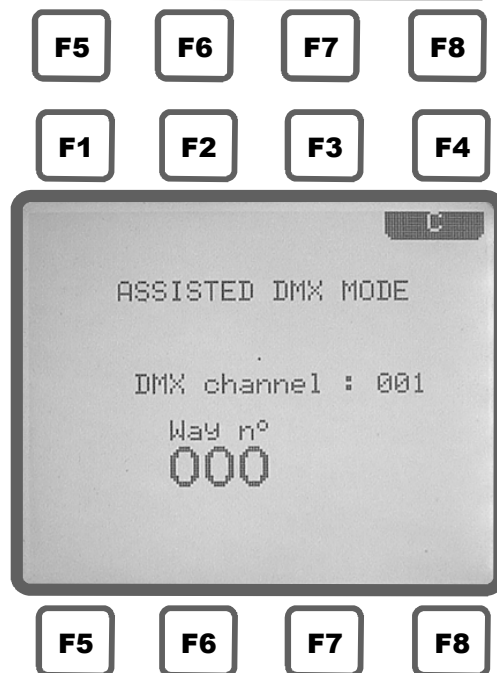 F5 F6 F7 F8
F1 F2 F3 F4
C
ASSISTED DMX MODE
DMX channel : 001
Way n°
000
F5 F6 F7 F8